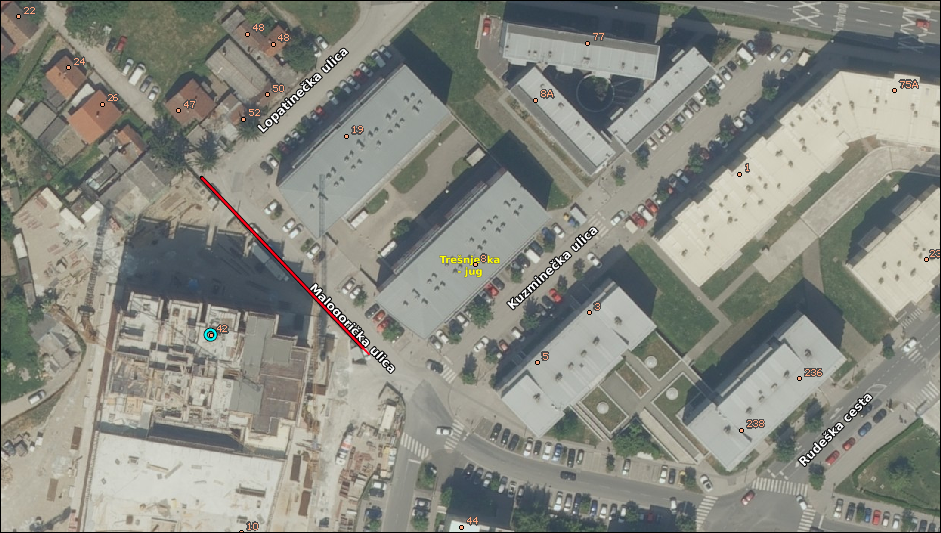 22
48
48
77
24
50
8A
75A
26
47
52
Lopatinečka ulica
19
1
8
Trešnjevka
- jug
Kuzminečka ulica
Malogorička ulica
3
42
5
236
238
Rudeška cesta
44
10